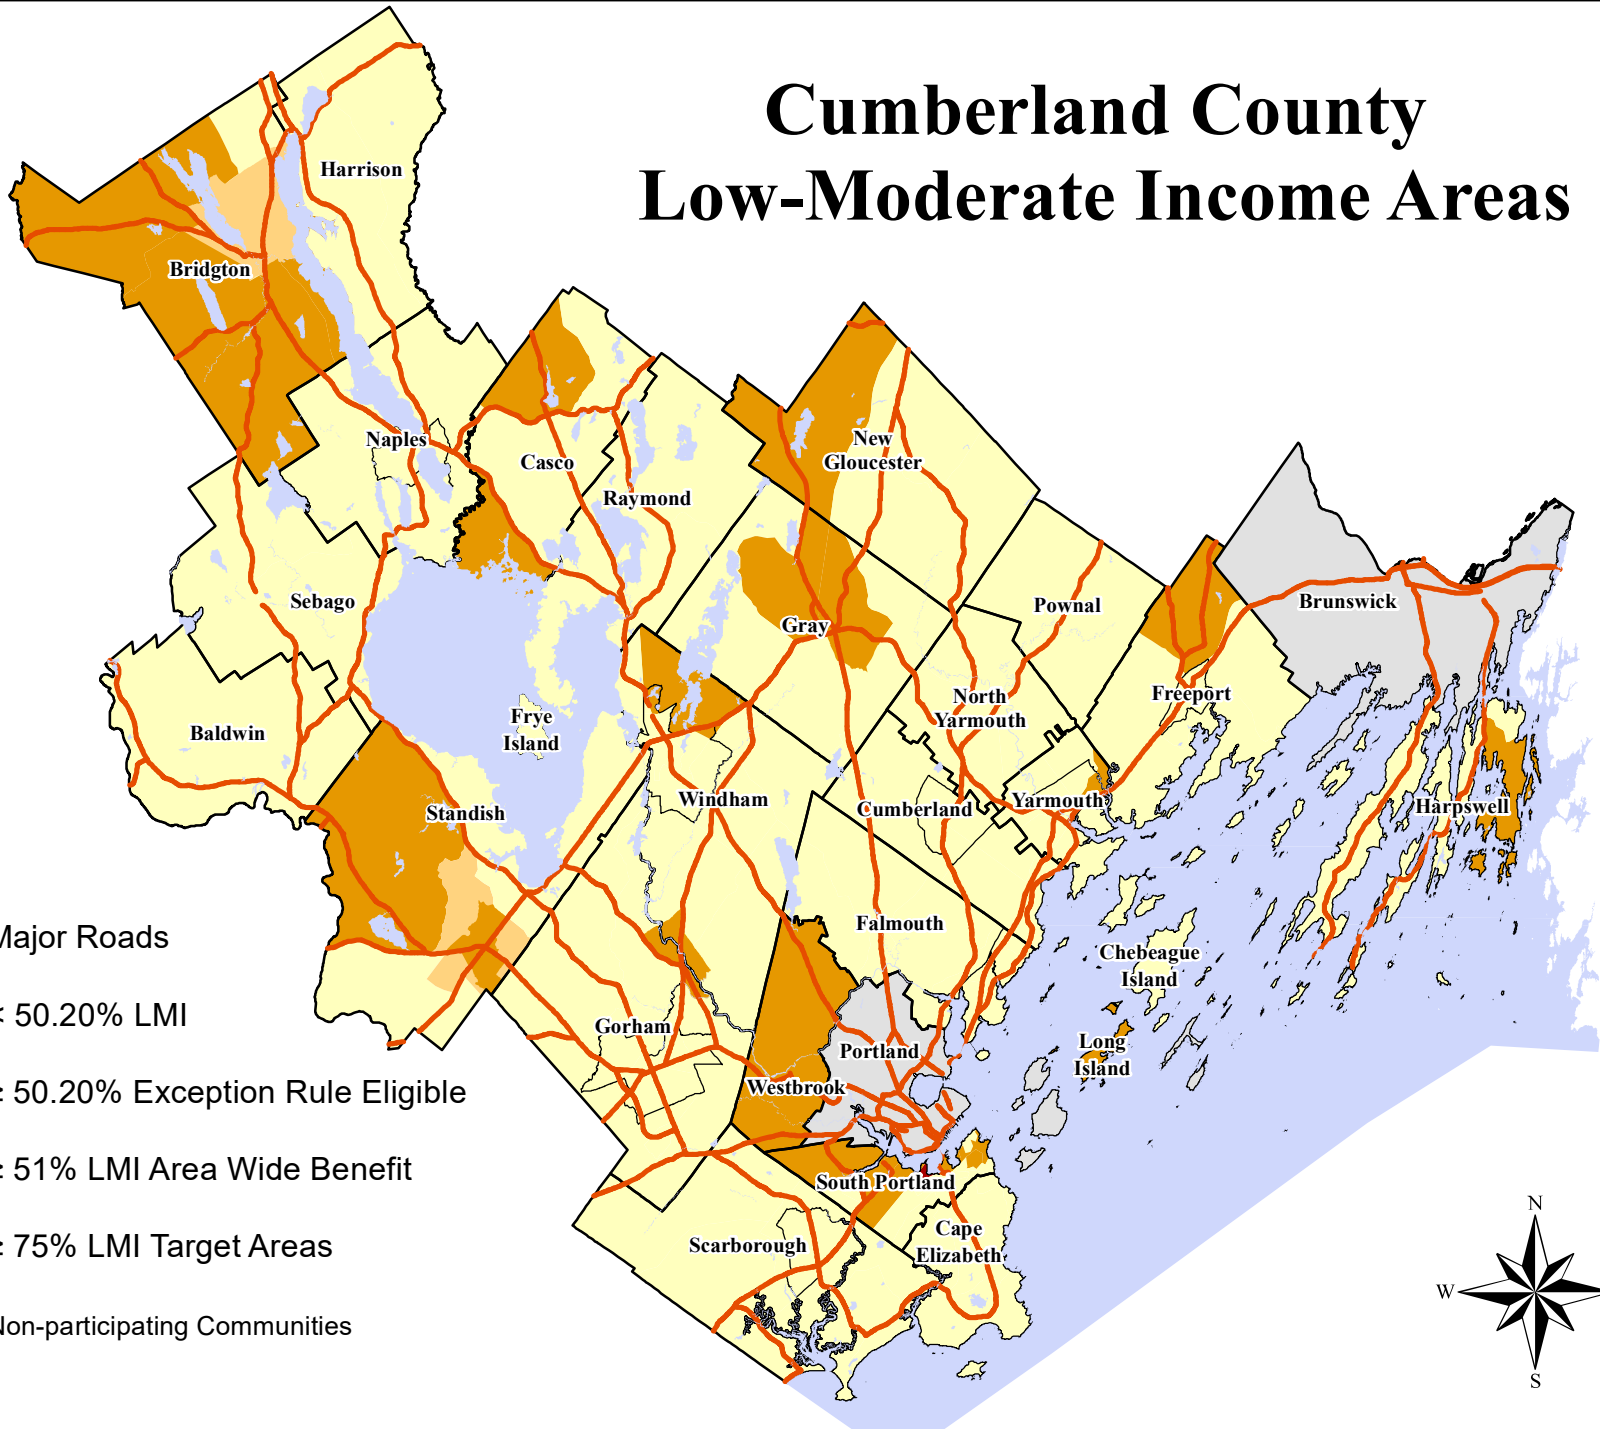 Cumberland County
Low-Moderate Income Areas
Harrison
Bridgton
Naples
Casco
Raymond
New
Gloucester
Sebago
Gray
Pownal
Brunswick
Frye
Island
North
Yarmouth
Freeport
Baldwin
Standish
Windham
Cumberland
Yarmouth
Harpswell
Falmouth
Chebeague
Island
Gorham
Portland
Long
Island
Westbrook
South Portland
Scarborough
Cape
Elizabeth
Major Roads
50.20% LMI
50.20% Exception Rule Eligible
51% LMI Area Wide Benefit
75% LMI Target Areas
Non-participating Communities
N
W
S